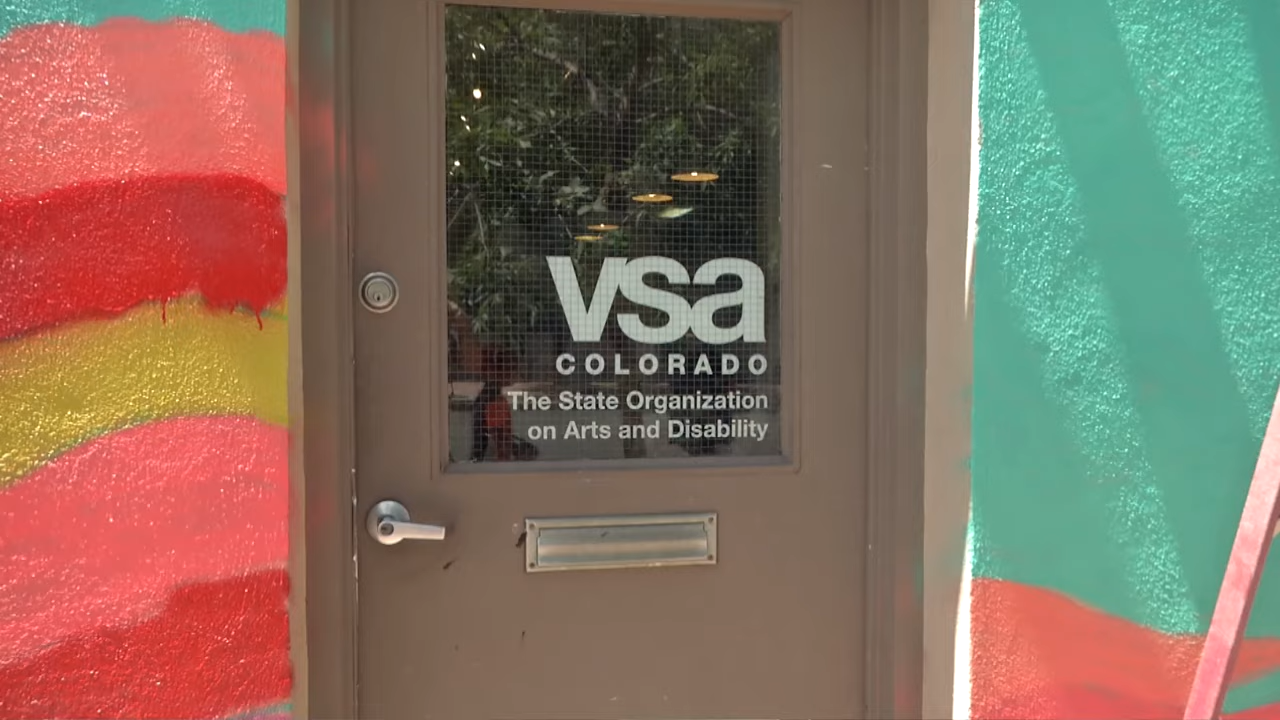 vsa
COLORADO
The State Organization
on Arts and Disability